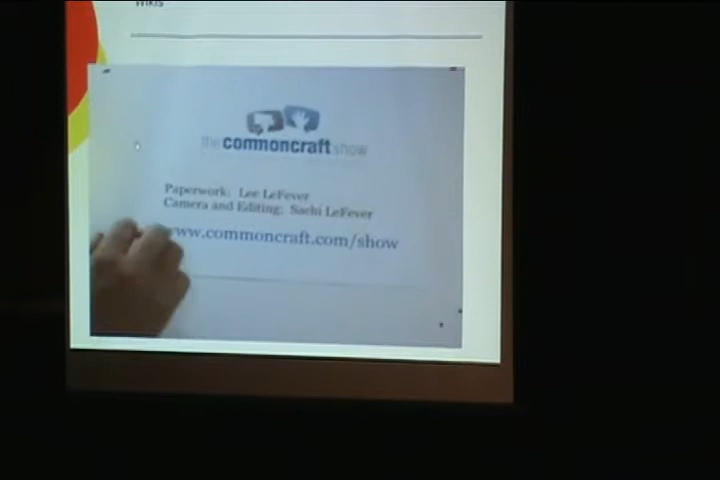 Wikis
the commoncraft show
Paperwork: Lee LeFever
Camera and Editing: Sachi LeFever
www.commoncraft.com/show